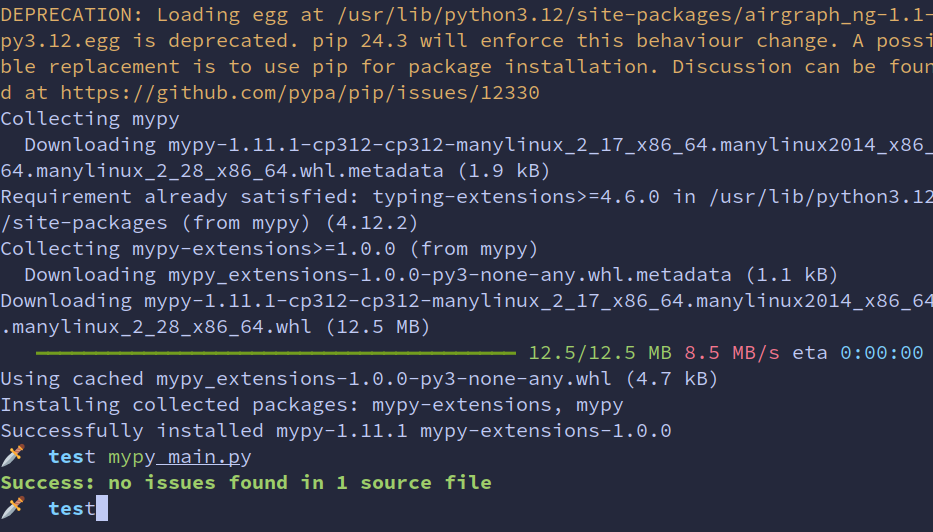 DEPRECATION: Loading egg at /usr/lib/python3.12/site-packages/airgraph_ng-1.1-
py3.12.egg is deprecated. pip 24.3 will enforce this behaviour change. A possi
ble replacement is to use pip for package installation. Discussion can be foun
d at https://github.com/pypa/pip/issues/12330
Collecting mypy
  Downloading mypy-1.11.1-cp312-cp312-manylinux_2_17_x86_64.manylinux2014_x86_
64.manylinux_2_28_x86_64.whl.metadata (1.9 kB)
Requirement already satisfied: typing-extensions>=4.6.0 in /usr/lib/python3.12
/site-packages (from mypy) (4.12.2)
Collecting mypy-extensions>=1.0.0 (from mypy)
  Downloading mypy_extensions-1.0.0-py3-none-any.whl.metadata (1.1 kB)
Downloading mypy-1.11.1-cp312-cp312-manylinux_2_17_x86_64.manylinux2014_x86_64
.manylinux_2_28_x86_64.whl (12.5 MB)
12.5/12.5 MB 8.5 MB/s eta 0:00:00
Using cached mypy_extensions-1.0.0-py3-none-any.whl (4.7 kB)
Installing collected packages: mypy-extensions, mypy
Successfully installed mypy-1.11.1 mypy-extensions-1.0.0
🗡️ test mypy main.py
Success: no issues found in 1 source file
🗡️ test